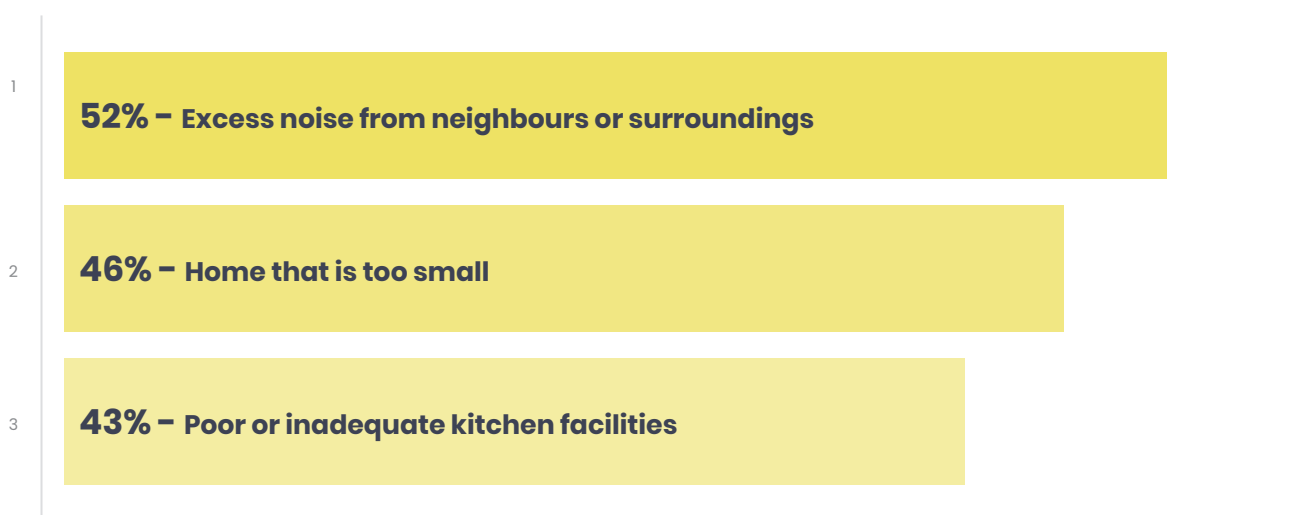 1
52% – Excess noise from neighbours or surroundings
2
46% – Home that is too small
3
43% – Poor or inadequate kitchen facilities